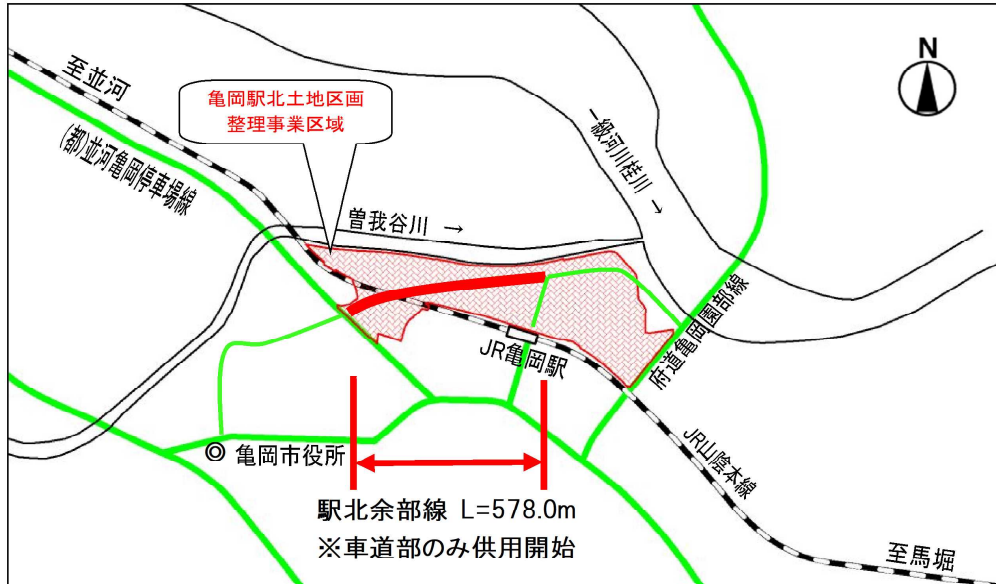 N
至並河
亀岡駅北土地区画
整理事業区域
(都)並河亀岡停車場線
一級河川桂川 →
曽我谷川 →
府道亀岡園部線
JR亀岡駅
JR山陰本線
◎ 亀岡市役所
駅北余部線 L=578.0m
※車道部のみ供用開始
至馬堀